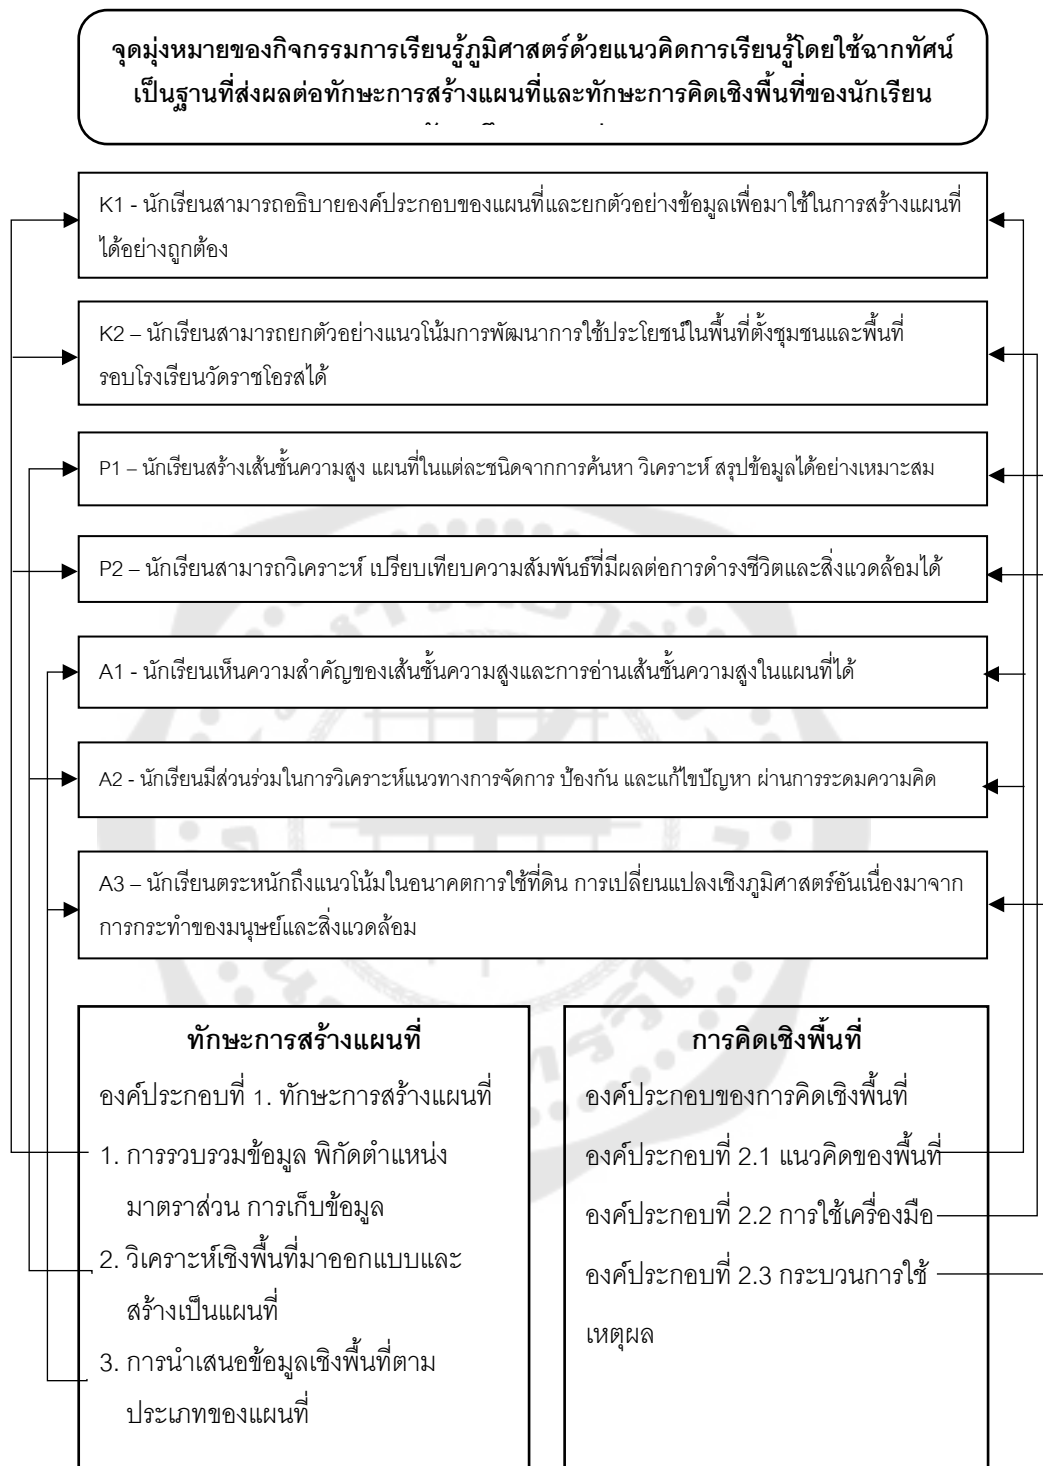 จุดมุ่งหมายของกิจกรรมการเรียนรู้ภูมิศาสตร์ด้วยแนวคิดการเรียนรู้โดยใช้ฉากทัศน์
เป็นฐานที่ส่งผลต่อทักษะการสร้างแผนที่และทักษะการคิดเชิงพื้นที่ของนักเรียน
K1 - นักเรียนสามารถอธิบายองค์ประกอบของแผนที่และยกตัวอย่างข้อมูลเพื่อมาใช้ในการสร้างแผนที่
ได้อย่างถูกต้อง
K2 – นักเรียนสามารถยกตัวอย่างแนวโน้มการพัฒนาการใช้ประโยชน์ในพื้นที่ตั้งชุมชนและพื้นที่
รอบโรงเรียนวัดราชโอรสได้
P1 – นักเรียนสร้างเส้นชั้นความสูง แผนที่ในแต่ละชนิดจากการค้นหา วิเคราะห์ สรุปข้อมูลได้อย่างเหมาะสม
P2 – นักเรียนสามารถวิเคราะห์ เปรียบเทียบความสัมพันธ์ที่มีผลต่อการดำรงชีวิตและสิ่งแวดล้อมได้
A1 - นักเรียนเห็นความสำคัญของเส้นชั้นความสูงและการอ่านเส้นชั้นความสูงในแผนที่ได้
A2 - นักเรียนมีส่วนร่วมในการวิเคราะห์แนวทางการจัดการ ป้องกัน และแก้ไขปัญหา ผ่านการระดมความคิด
A3 – นักเรียนตระหนักถึงแนวโน้มในอนาคตการใช้ที่ดิน การเปลี่ยนแปลงเชิงภูมิศาสตร์อันเนื่องมาจาก
การกระทำของมนุษย์และสิ่งแวดล้อม
ทักษะการสร้างแผนที่
องค์ประกอบที่ 1. ทักษะการสร้างแผนที่
1. การรวบรวมข้อมูล พิกัดตำแหน่ง
มาตราส่วน การเก็บข้อมูล
2. วิเคราะห์เชิงพื้นที่มาออกแบบและ
สร้างเป็นแผนที่
3. การนำเสนอข้อมูลเชิงพื้นที่ตาม
ประเภทของแผนที่
การคิดเชิงพื้นที่
องค์ประกอบของการคิดเชิงพื้นที่
องค์ประกอบที่ 2.1 แนวคิดของพื้นที่
องค์ประกอบที่ 2.2 การใช้เครื่องมือ
องค์ประกอบที่ 2.3 กระบวนการใช้
เหตุผล